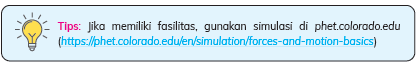 Tips: Jika memiliki fasilitas, gunakan simulasi di phet.colorado.edu
(https://phet.colorado.edu/en/simulation/forces-and-motion-basics)